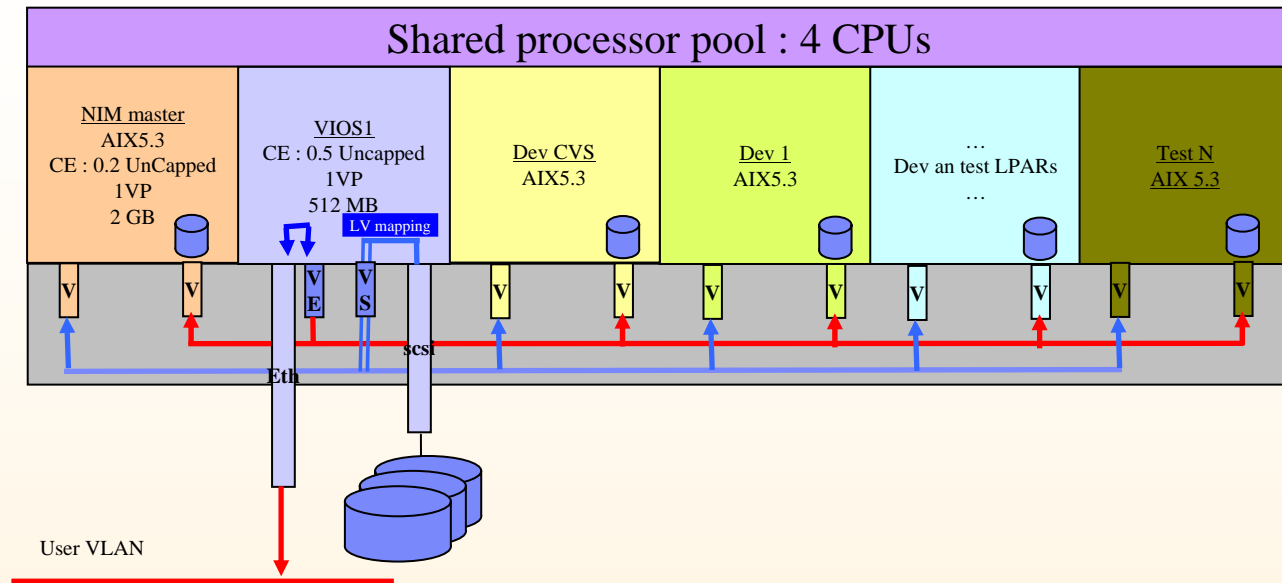 Shared processor pool : 4 CPUs
NIM master
AIX5.3
CE : 0.2 UnCapped
1VP
2 GB
VIOS1
CE : 0.5 Uncapped
1VP
512 MB
LV mapping
Dev CVS
AIX5.3
Dev 1
AIX5.3
…
Dev an test LPARs
…
Test N
AIX 5.3
V
V
V
E
V
S
V
V
V
V
V
V
V
V
scsi
Eth
User VLAN